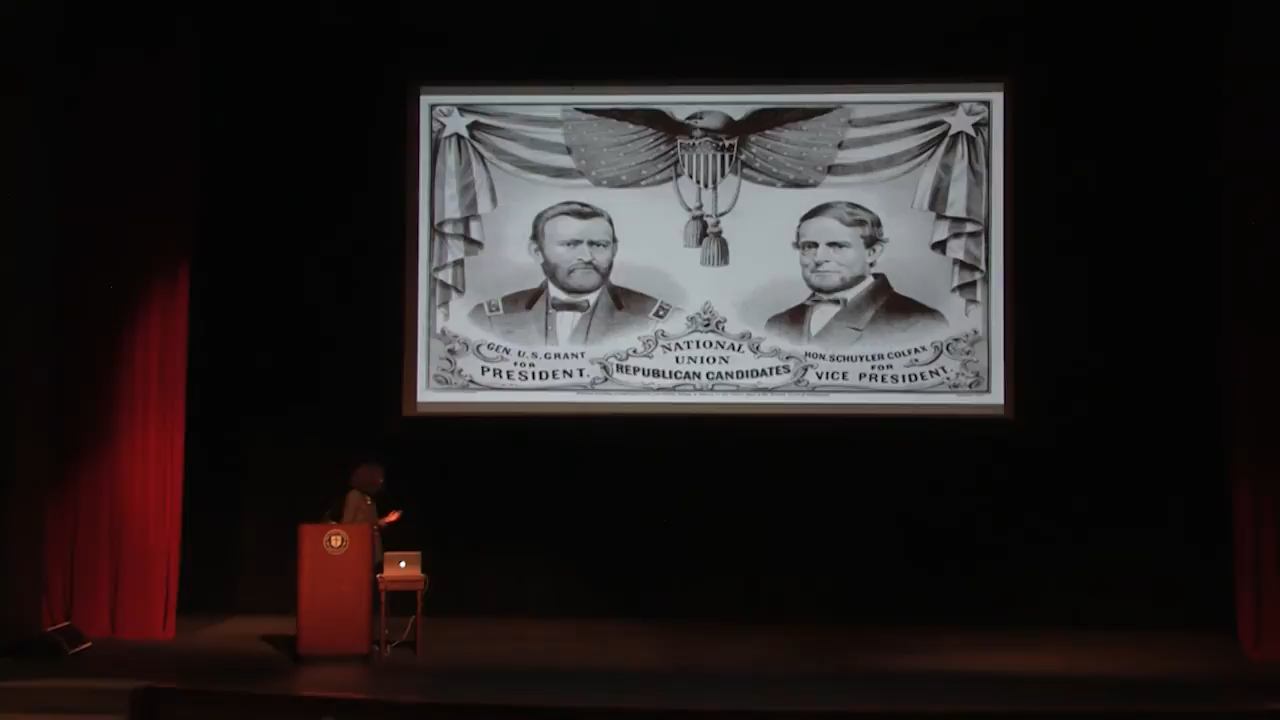 GEN. U.S. GRANT
FOR
PRESIDENT.
NATIONAL
UNION
REPUBLICAN CANDIDATES
HON. SCHUYLER COLFAX
FOR
VICE PRESIDENT.